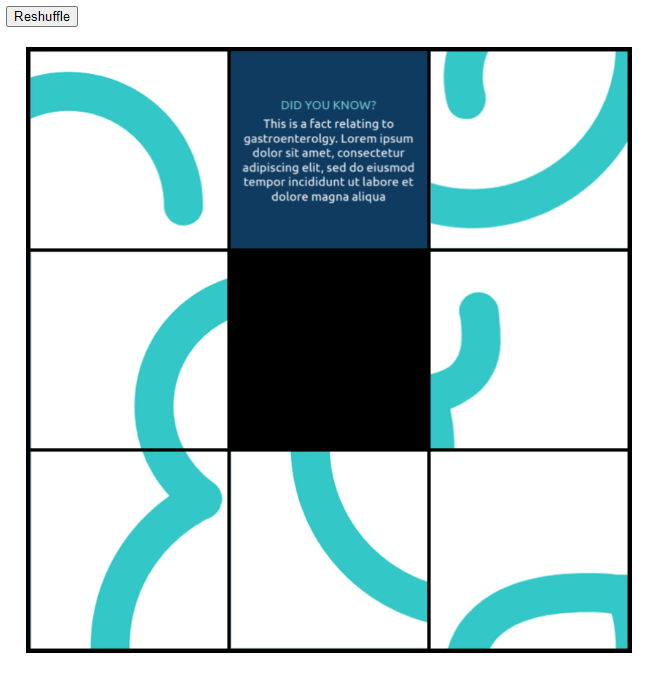 Reshuffle
DID YOU KNOW?
This is a fact relating to
gastroenterolgy. Lorem ipsum
dolor sit amet, consectetur
adipiscing elit, sed do eiusmod
tempor incididunt ut labore et
dolore magna aliqua